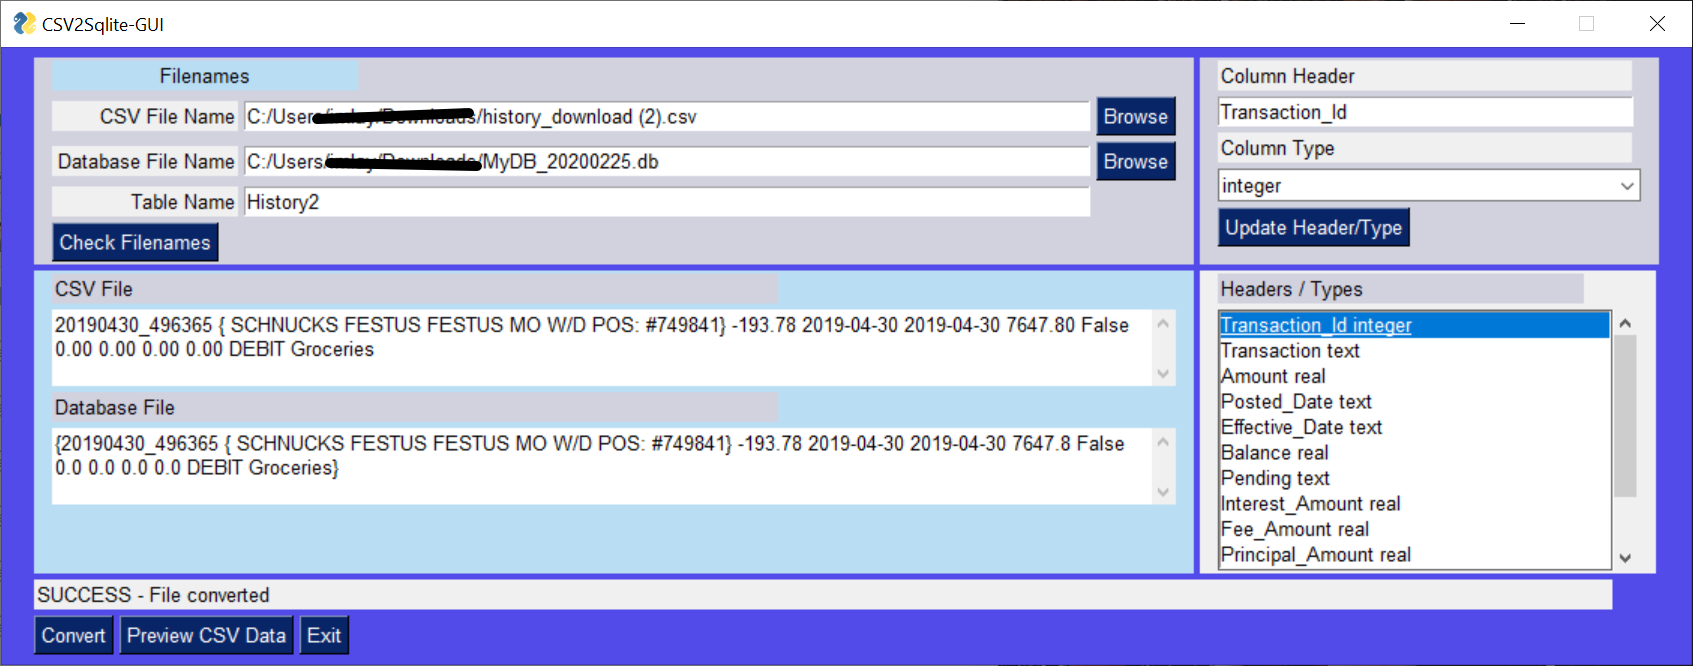 CSV2Sqlite-GUI
Filenames
CSV File Name C:/User /history_download (2).csv Browse
Database File Name C:/Users/ /MyDB_20200225.db Browse
Table Name History2
Check Filenames
Column Header
Transaction_Id
Column Type
integer
Update Header/Type
CSV File
20190430_496365 { SCHNUCKS FESTUS FESTUS MO W/D POS: #749841} -193.78 2019-04-30 2019-04-30 7647.80 False
0.00 0.00 0.00 0.00 DEBIT Groceries
Database File
{20190430_496365 { SCHNUCKS FESTUS FESTUS MO W/D POS: #749841} -193.78 2019-04-30 2019-04-30 7647.8 False
0.0 0.0 0.0 0.0 DEBIT Groceries}
Headers / Types
Transaction_Id integer
Transaction text
Amount real
Posted_Date text
Effective_Date text
Balance real
Pending text
Interest_Amount real
Fee_Amount real
Principal_Amount real
SUCCESS - File converted
Convert Preview CSV Data Exit